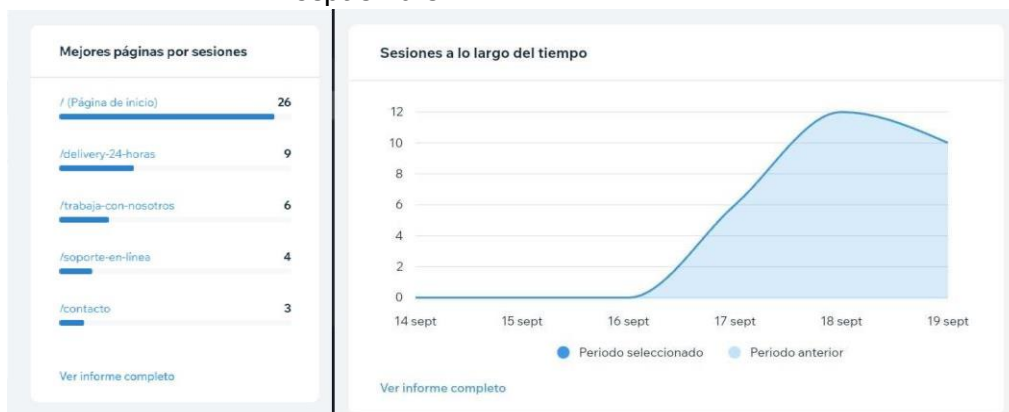 Mejores páginas por sesiones
/ (Página de inicio) 26
/delivery-24-horas 9
/trabaja-con-nosotros 6
/soporte-en-línea 4
/contacto 3
Ver informe completo
Sesiones a lo largo del tiempo
12
10
8
6
4
2
0
14 sept 15 sept 16 sept 17 sept 18 sept 19 sept
Periodo seleccionado Periodo anterior
Ver informe completo